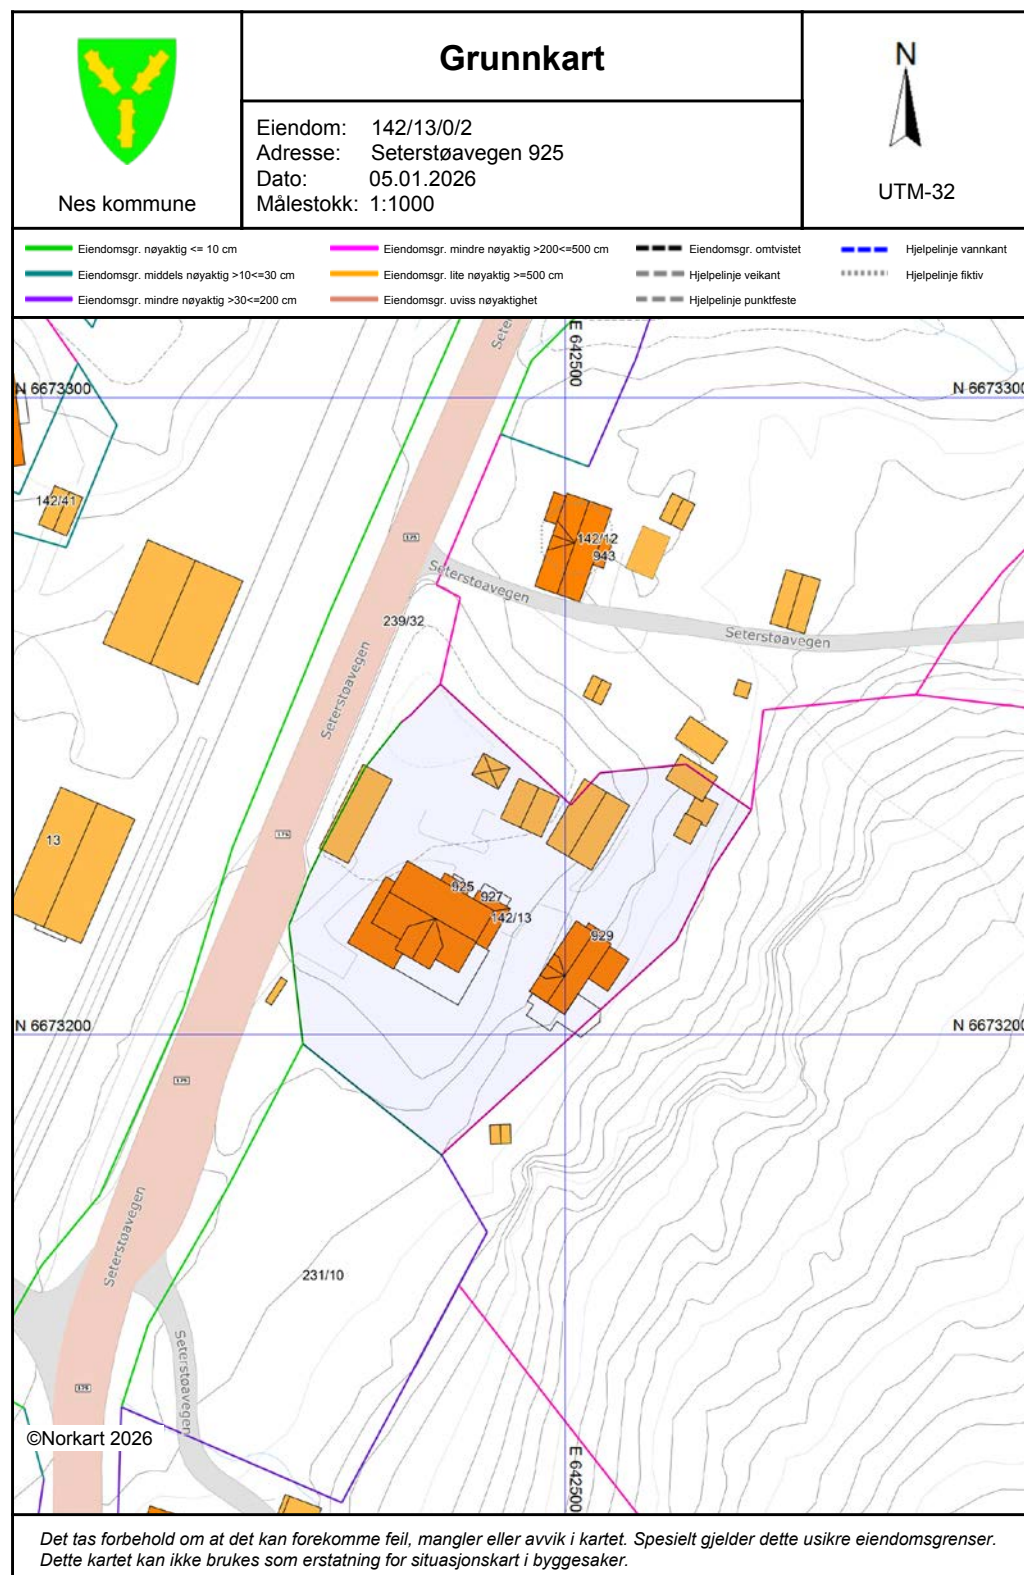 Grunnkart
Eiendom: 142/13/0/2
Adresse: Seterstøavegen 925
Dato: 05.01.2026
Målestokk: 1:1000
Nes kommune
N
UTM-32
Eiendomsgr. nøyaktig <= 10 cm
Eiendomsgr. middels nøyaktig >10<=30 cm
Eiendomsgr. mindre nøyaktig >30<=200 cm
Eiendomsgr. mindre nøyaktig >200<=500 cm
Eiendomsgr. lite nøyaktig >=500 cm
Eiendomsgr. uviss nøyaktighet
Eiendomsgr. omtvistet
Hjelpelinje veikant
Hjelpelinje punktfeste
Hjelpelinje vannkant
Hjelpelinje fiktiv
Seter
E 642500
N 6673300
N 6673300
142/41
175
142/12
943
Seterstøavegen
239/32
Seterstøavegen
Seterstøavegen
175
13
925
927
142/13
929
N 6673200
N 6673200
175
Seterstøavegen
231/10
Seterstøavegen
175
E 642500
©Norkart 2026
Det tas forbehold om at det kan forekomme feil, mangler eller avvik i kartet. Spesielt gjelder dette usikre eiendomsgrenser.
Dette kartet kan ikke brukes som erstatning for situasjonskart i byggesaker.